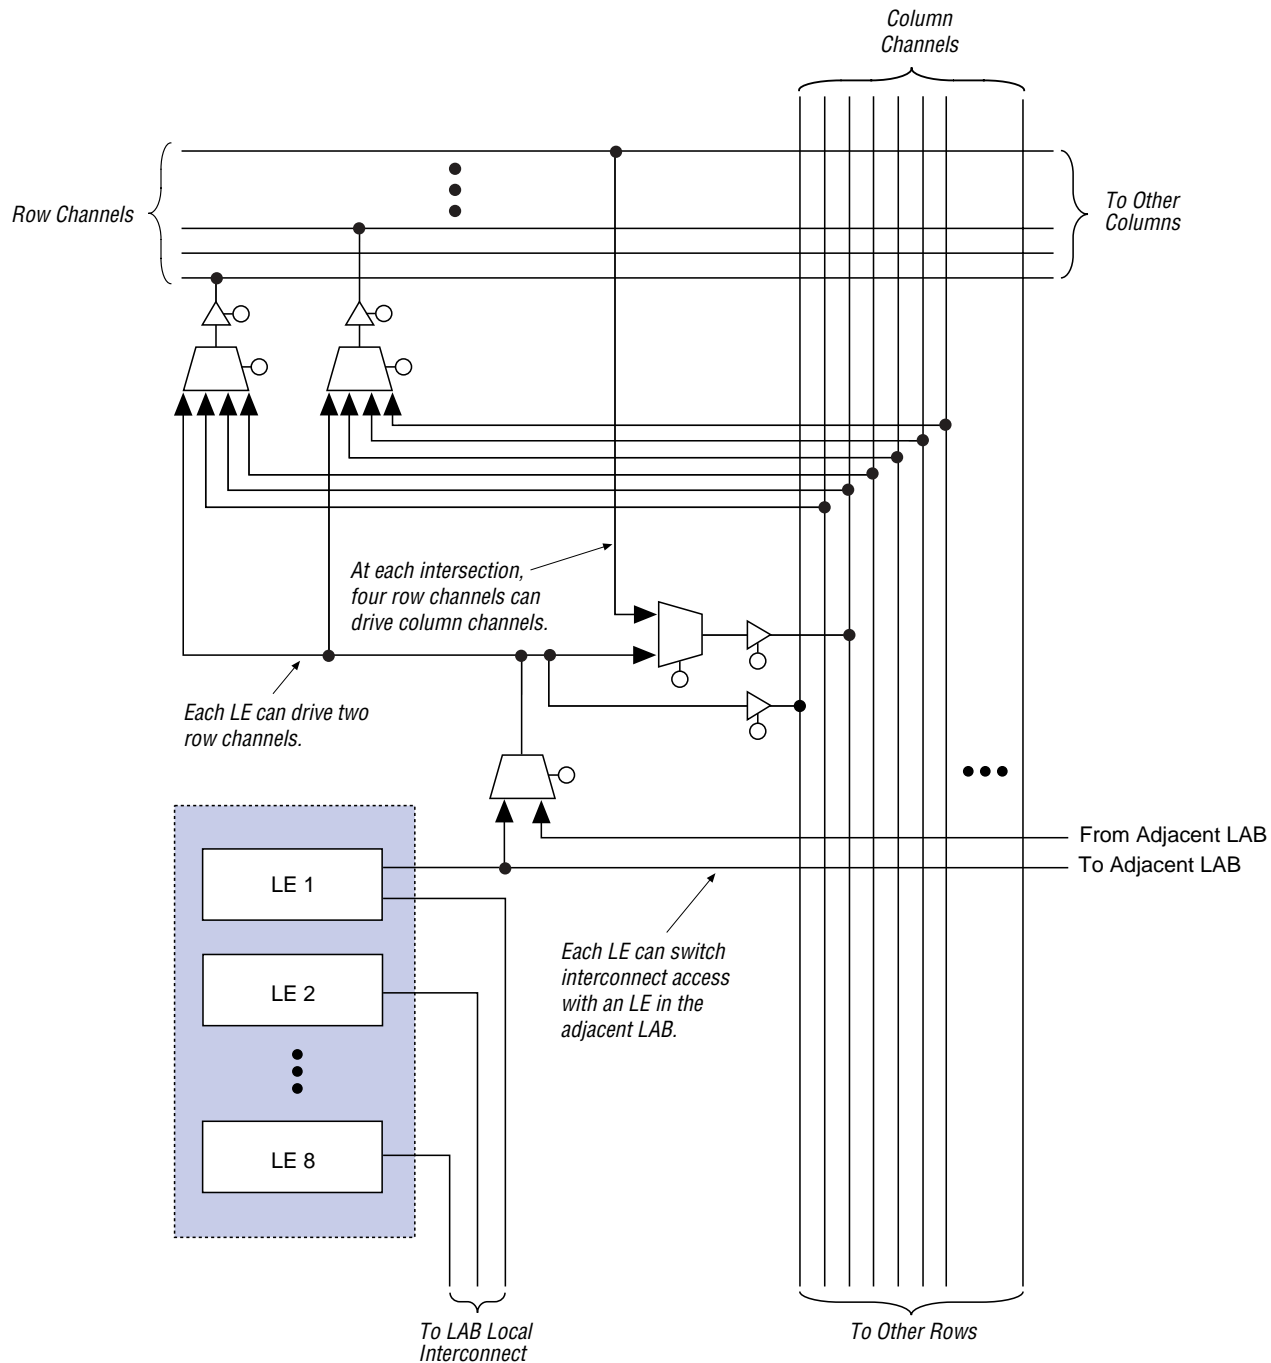 Column
Channels
Row Channels
To Other
Columns
At each intersection,
four row channels can
drive column channels.
Each LE can drive two
row channels.
From Adjacent LAB
To Adjacent LAB
LE 1
Each LE can switch
interconnect access
with an LE in the
adjacent LAB.
LE 2
LE 8
To LAB Local
Interconnect
To Other Rows